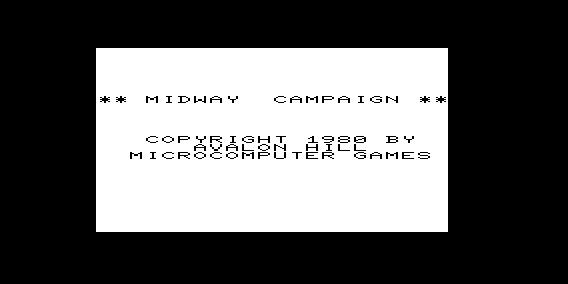 ** MIDWAY  CAMPAIGN **
COPYRIGHT 1980 BY
AVALON HILL
MICROCOMPUTER GAMES